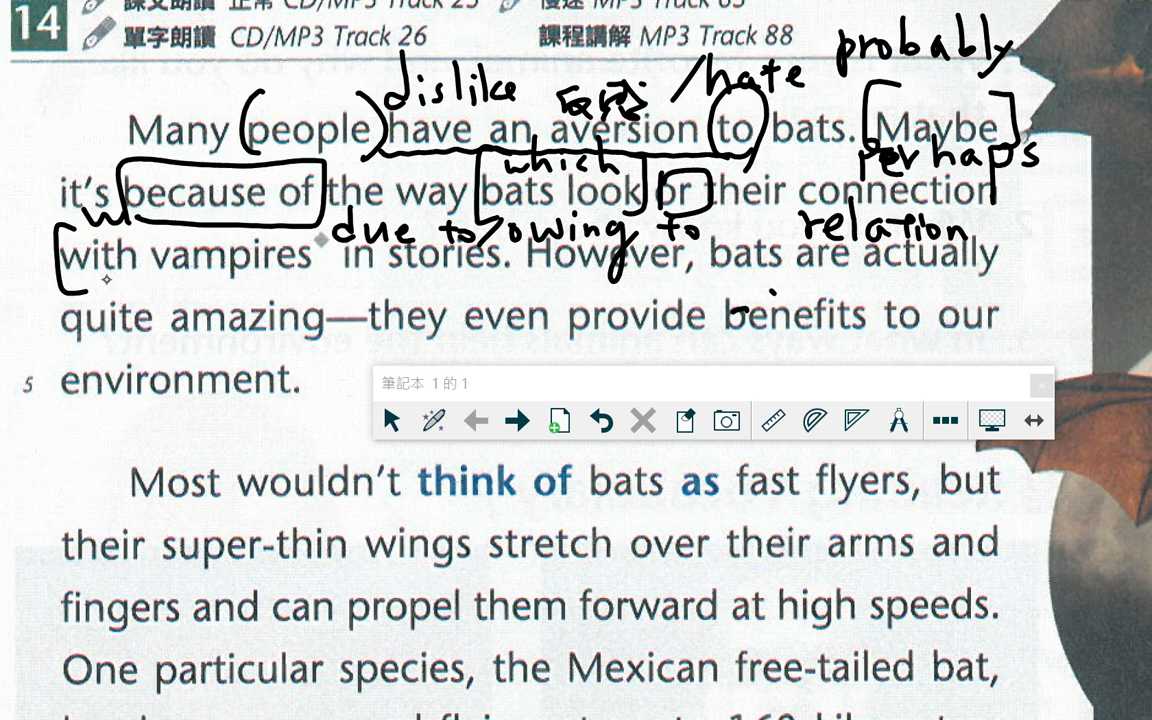 14
課文朗讀 正常 CD/MP3 Track 25 慢速 MP3 Track 63
單字朗讀 CD/MP3 Track 26 課程講解 MP3 Track 88
probably
dislike 反感 /hate
Many (people) have an aversion (to) bats. [Maybe]
which perhaps
it's because of the way bats look or their connection
due to/owing to relation
with vampires◆ in stories. However, bats are actually
quite amazing—they even provide benefits to our
5 environment.
筆記本 1 的 1
Most wouldn't think of bats as fast flyers, but
their super-thin wings stretch over their arms and
fingers and can propel them forward at high speeds.
One particular species, the Mexican free-tailed bat,